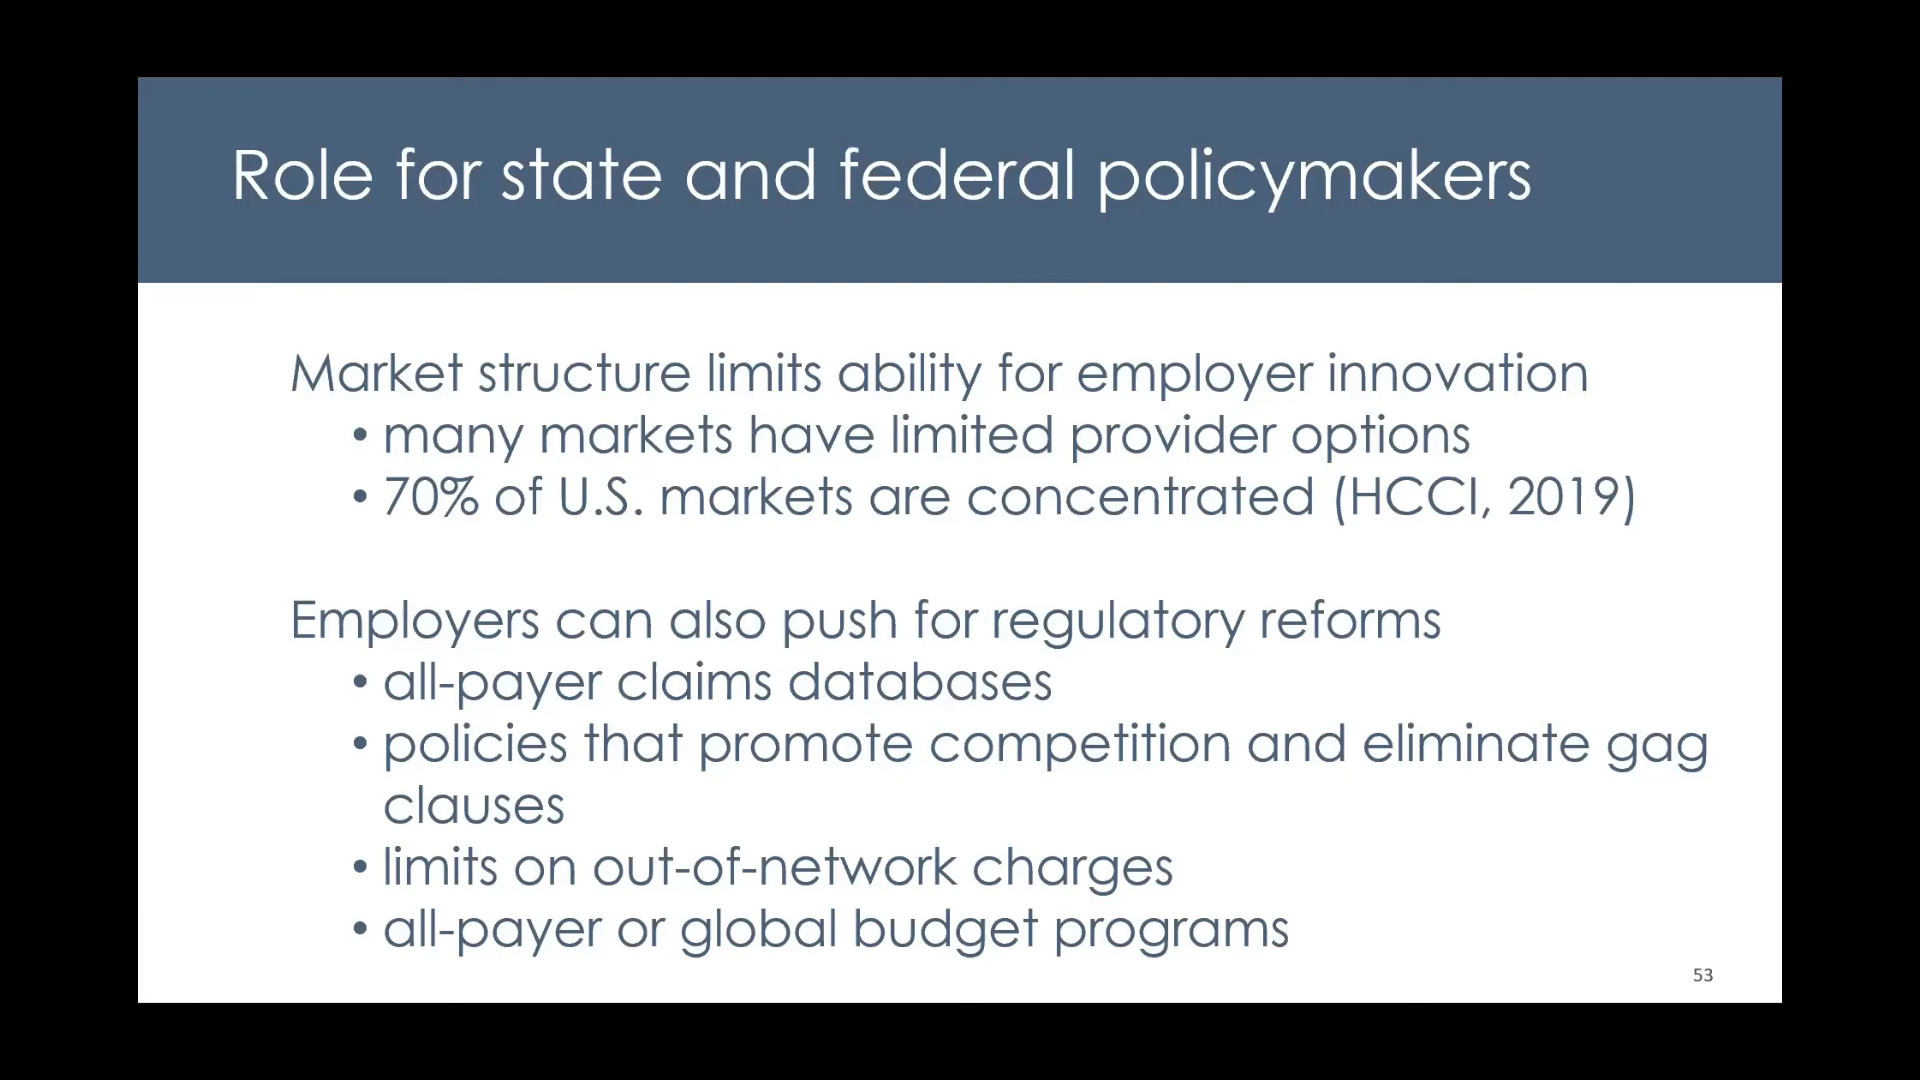 Role for state and federal policymakers
Market structure limits ability for employer innovation
• many markets have limited provider options
• 70% of U.S. markets are concentrated (HCCI, 2019)
Employers can also push for regulatory reforms
• all-payer claims databases
• policies that promote competition and eliminate gag
clauses
• limits on out-of-network charges
• all-payer or global budget programs
53